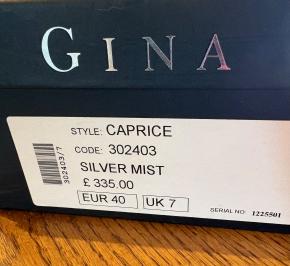 GINA
STYLE: CAPRICE
CODE: 302403
302403/7
SILVER MIST
£ 335.00
EUR 40 UK 7
SERIAL NO: 1225501